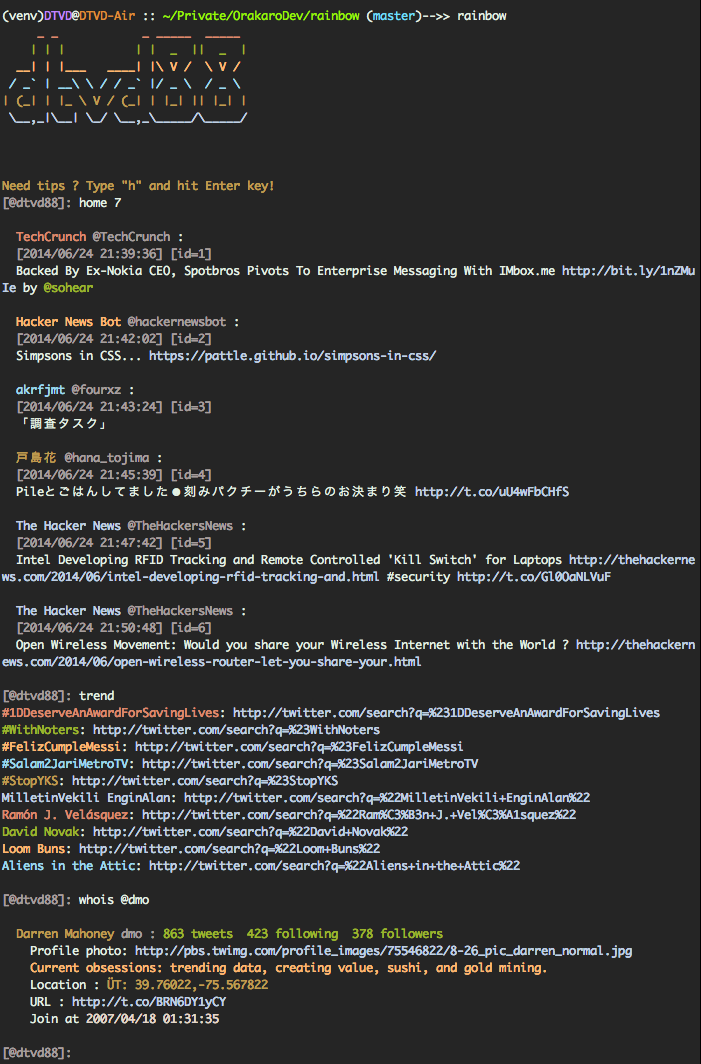 (venv)DTVD@DTVD-Air :: ~/Private/OrakaroDev/rainbow (master)-->> rainbow
     _ _            _ _____  _____
    | | |          | |  _  ||  _  |
  __| | |___   ____| |\ V /  \ V /
 / _` | __\ \ / / _` |/ _ \  / _ \
| (_| | |_ \ V / (_| | |_| || |_| |
 \__,_|\__| \_/ \__,_\_____/\_____/
Need tips ? Type "h" and hit Enter key!
[@dtvd88]: home 7
TechCrunch @TechCrunch :
[2014/06/24 21:39:36] [id=1]
Backed By Ex-Nokia CEO, Spotbros Pivots To Enterprise Messaging With IMbox.me http://bit.ly/1nZMu
Ie by @sohear
Hacker News Bot @hackernewsbot :
[2014/06/24 21:42:02] [id=2]
Simpsons in CSS... https://pattle.github.io/simpsons-in-css/
akrfjmt @fourxz :
[2014/06/24 21:43:24] [id=3]
「調査タスク」
戸島花 @hana_tojima :
[2014/06/24 21:45:39] [id=4]
Pileとごはんしてました●刻みパクチーがうちらのお決まり笑 http://t.co/uU4wFbCHfS
The Hacker News @TheHackersNews :
[2014/06/24 21:47:42] [id=5]
Intel Developing RFID Tracking and Remote Controlled 'Kill Switch' for Laptops http://thehackerne
ws.com/2014/06/intel-developing-rfid-tracking-and.html #security http://t.co/Gl0OaNLVuF
The Hacker News @TheHackersNews :
[2014/06/24 21:50:48] [id=6]
Open Wireless Movement: Would you share your Wireless Internet with the World ? http://thehackern
ews.com/2014/06/open-wireless-router-let-you-share-your.html
[@dtvd88]: trend
#1DDeserveAnAwardForSavingLives: http://twitter.com/search?q=%231DDeserveAnAwardForSavingLives
#WithNoters: http://twitter.com/search?q=%23WithNoters
#FelizCumpleMessi: http://twitter.com/search?q=%23FelizCumpleMessi
#Salam2JariMetroTV: http://twitter.com/search?q=%23Salam2JariMetroTV
#StopYKS: http://twitter.com/search?q=%23StopYKS
MilletinVekili EnginAlan: http://twitter.com/search?q=%22MilletinVekili+EnginAlan%22
Ramón J. Velásquez: http://twitter.com/search?q=%22Ram%C3%B3n+J.+Vel%C3%A1squez%22
David Novak: http://twitter.com/search?q=%22David+Novak%22
Loom Buns: http://twitter.com/search?q=%22Loom+Buns%22
Aliens in the Attic: http://twitter.com/search?q=%22Aliens+in+the+Attic%22
[@dtvd88]: whois @dmo
Darren Mahoney dmo : 863 tweets  423 following  378 followers
Profile photo: http://pbs.twimg.com/profile_images/75546822/8-26_pic_darren_normal.jpg
Current obsessions: trending data, creating value, sushi, and gold mining.
Location : ÜT: 39.76022,-75.567822
URL : http://t.co/BRN6DY1yCY
Join at 2007/04/18 01:31:35
[@dtvd88]: